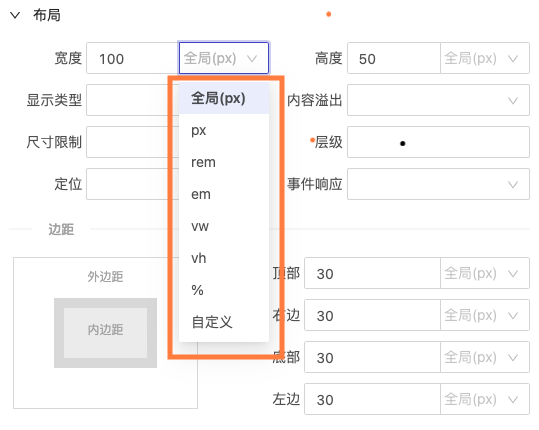 布局
宽度 100 全局(px) 高度 50 全局(px)
显示类型 内容溢出
尺寸限制 层级
定位 事件响应
全局(px)
px
rem
em
vw
vh
%
自定义
边距
外边距
内边距
顶部 30 全局(px)
右边 30 全局(px)
底部 30 全局(px)
左边 30 全局(px)